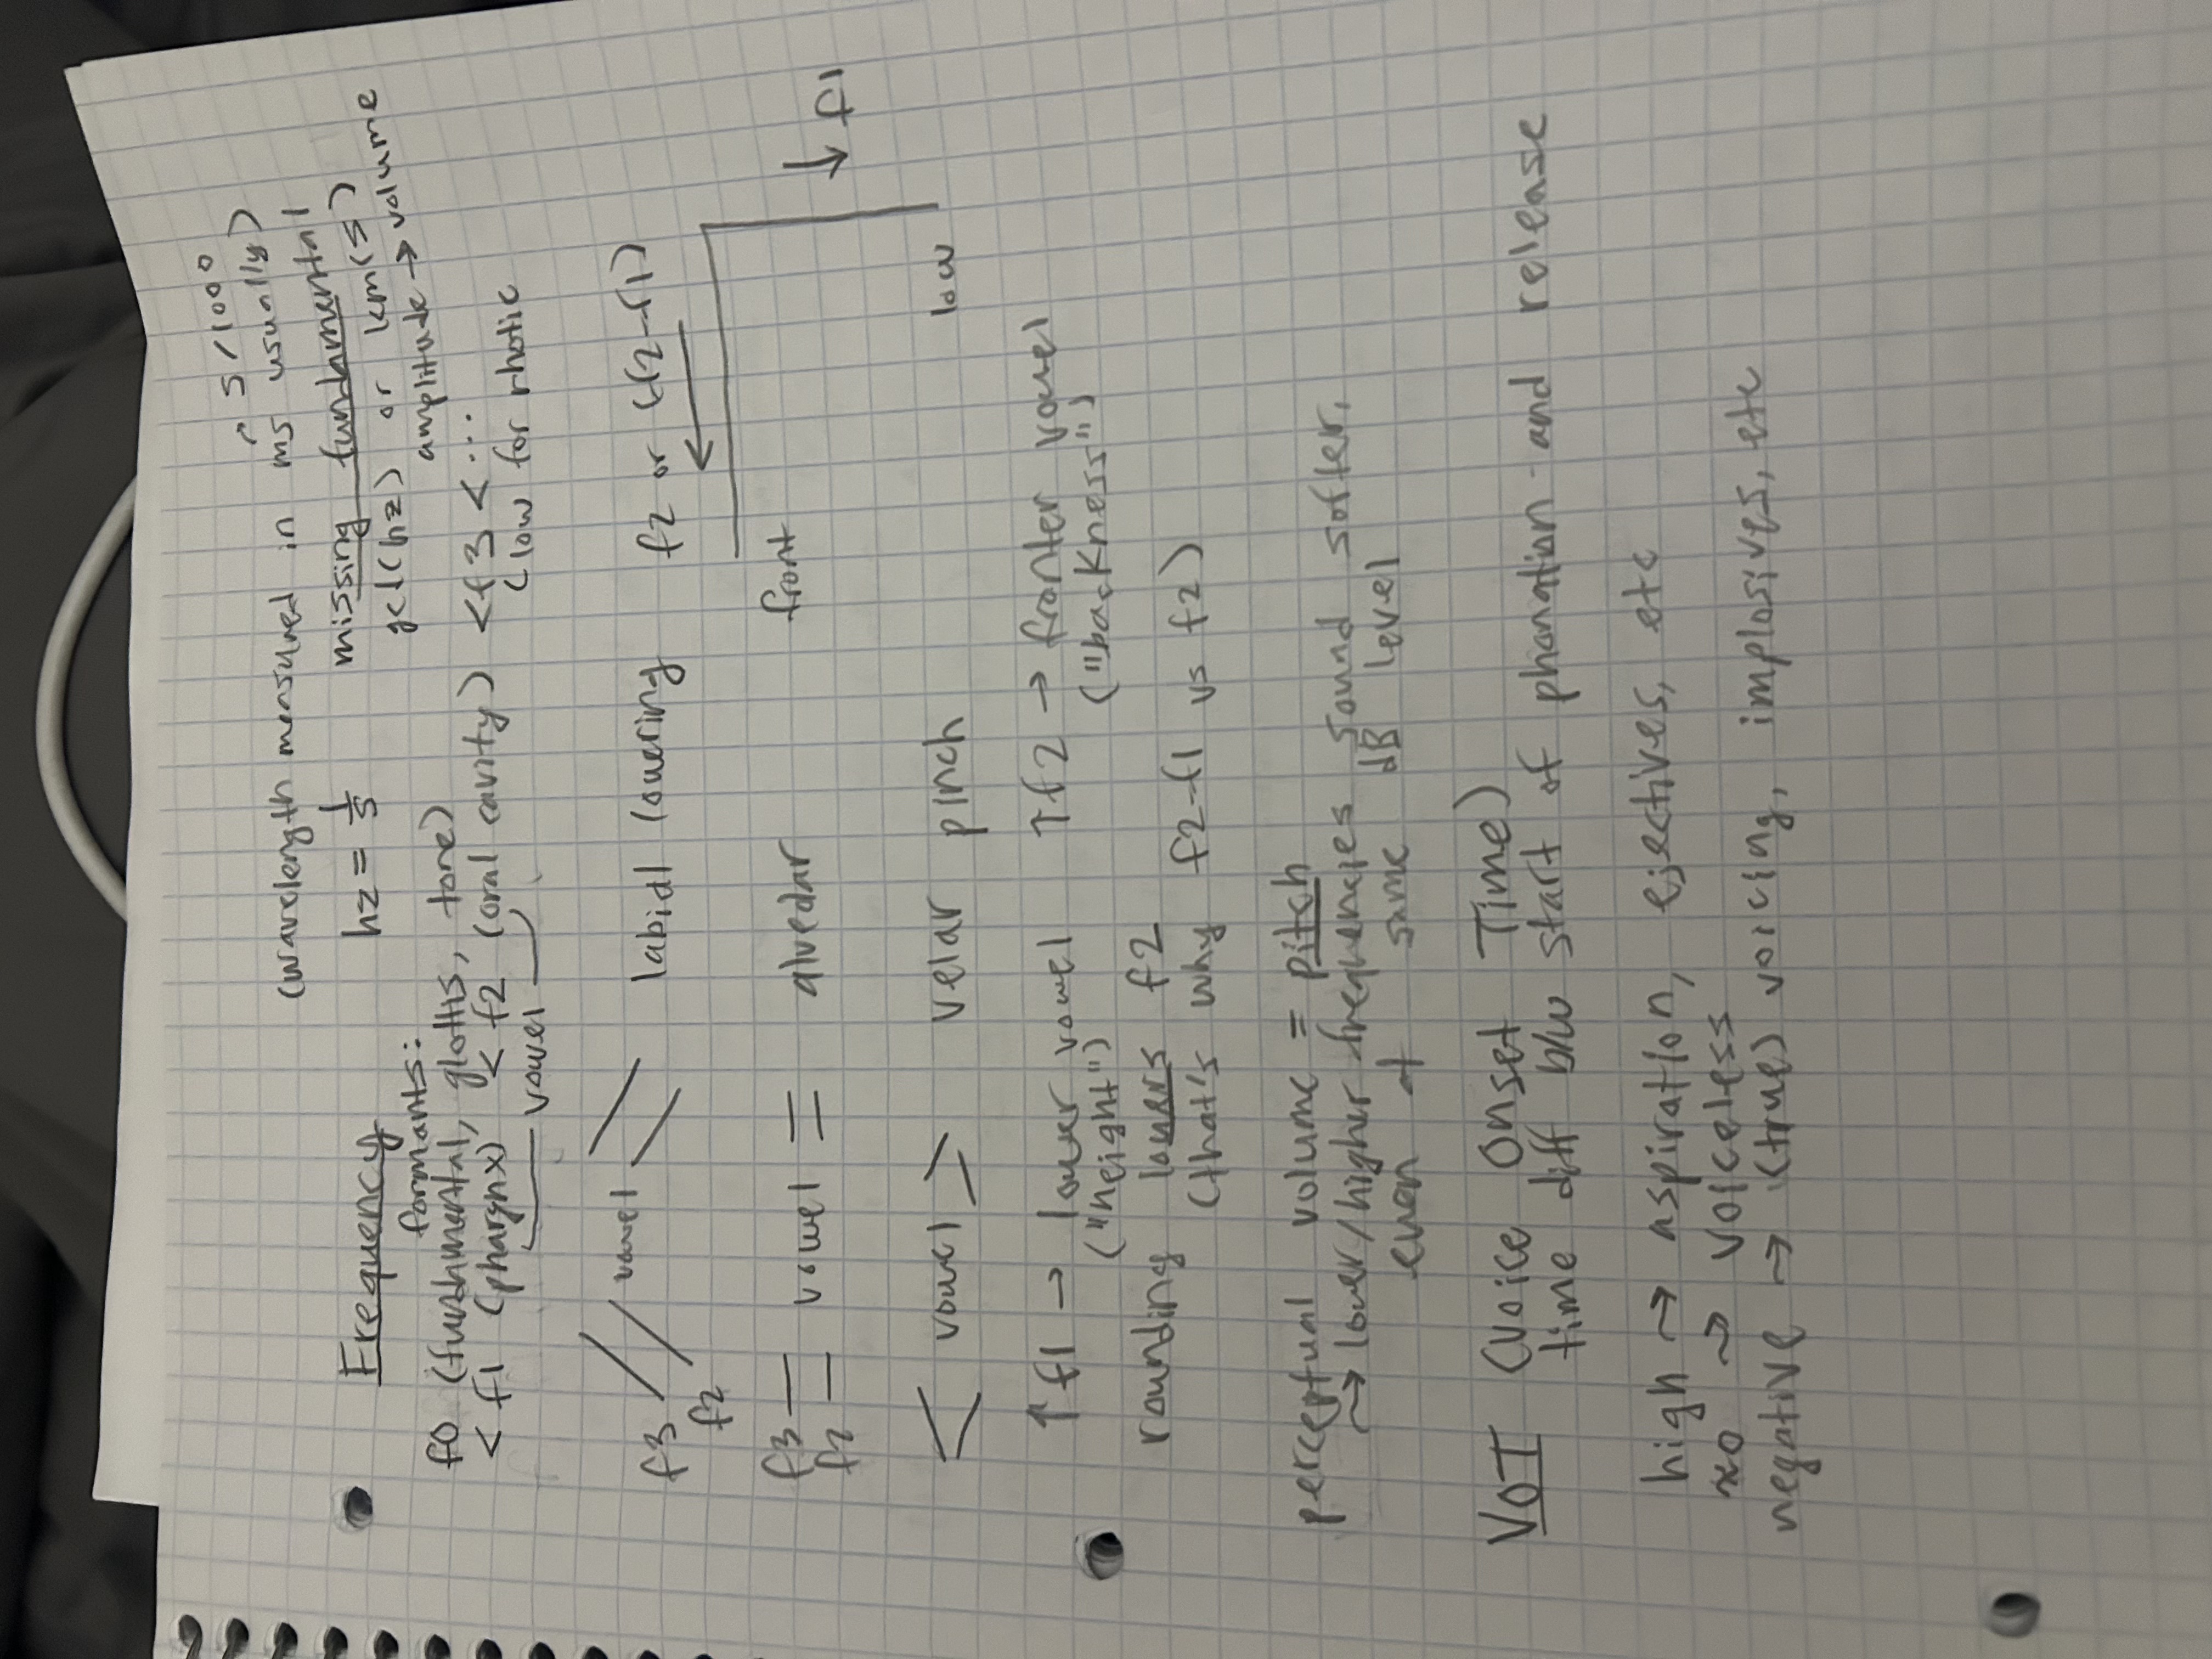 ↗ s/1000
(wavelength measured in ms usually)
Frequency hz = 1/s missing fundamental
gcd(hz) or lcm(s)
amplitude → volume
formants:
f0 (fundamental, glottis, tone)
< f1 (pharynx) < f2 (oral cavity) < f3 < ...
vowel
(low for rhotic
f3 / / vowel \ \ labial lowering
f2
f2 or (f2-f1)
←
f3 — vowel = alveolar
f2 —
front
↓ f1
low
< vowel > velar pinch
↑ f1 → lower vowel ↑ f2 → fronter vowel
("height") ("backness")
rounding lowers f2
(that's why f2-f1 vs f2)
perceptual volume = pitch
→ lower/higher frequencies sound softer,
even at same dB level
VOT (Voice Onset Time)
time diff b/w start of phonation and release
high → aspiration, ejectives, etc
≈0 → voiceless
negative → (true) voicing, implosives, etc